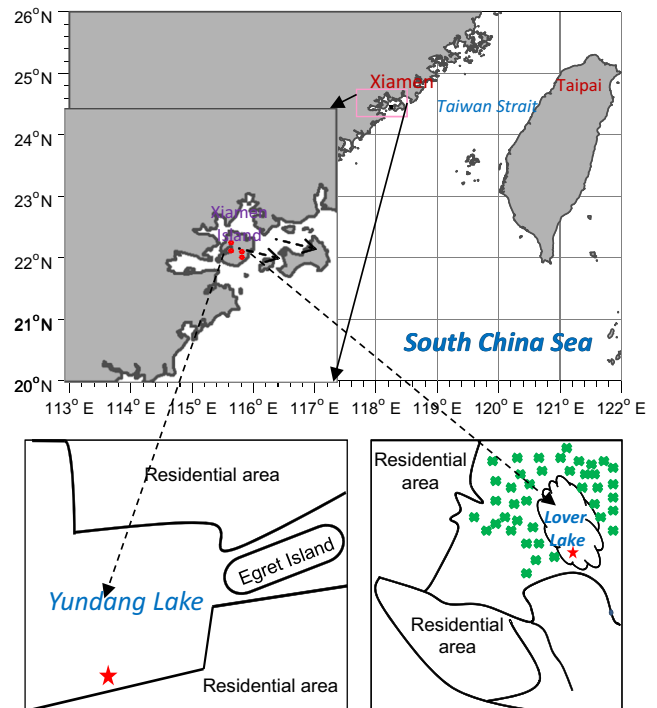 26° N
25° N
24° N
23° N
22° N
21° N
20° N
Xiamen
Taipai
Taiwan Strait
Xiamen
Island
South China Sea
113° E
114° E
115° E
116° E
117° E
118° E
119° E
120° E
121° E
122° E
Residential area
Egret Island
Yundang Lake
Residential area
Residential
area
Lover
Lake
Residential
area